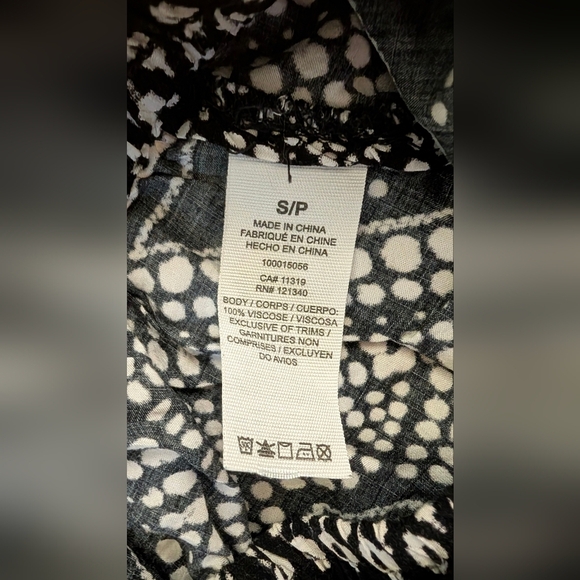 S/P
MADE IN CHINA
FABRIQUÉ EN CHINE
HECHO EN CHINA
100015056
CA# 11319
RN# 121340
BODY / CORPS / CUERPO:
100% VISCOSE / VISCOSA
EXCLUSIVE OF TRIMS /
GARNITURES NON
COMPRISES / EXCLUYEN
DO AVIOS